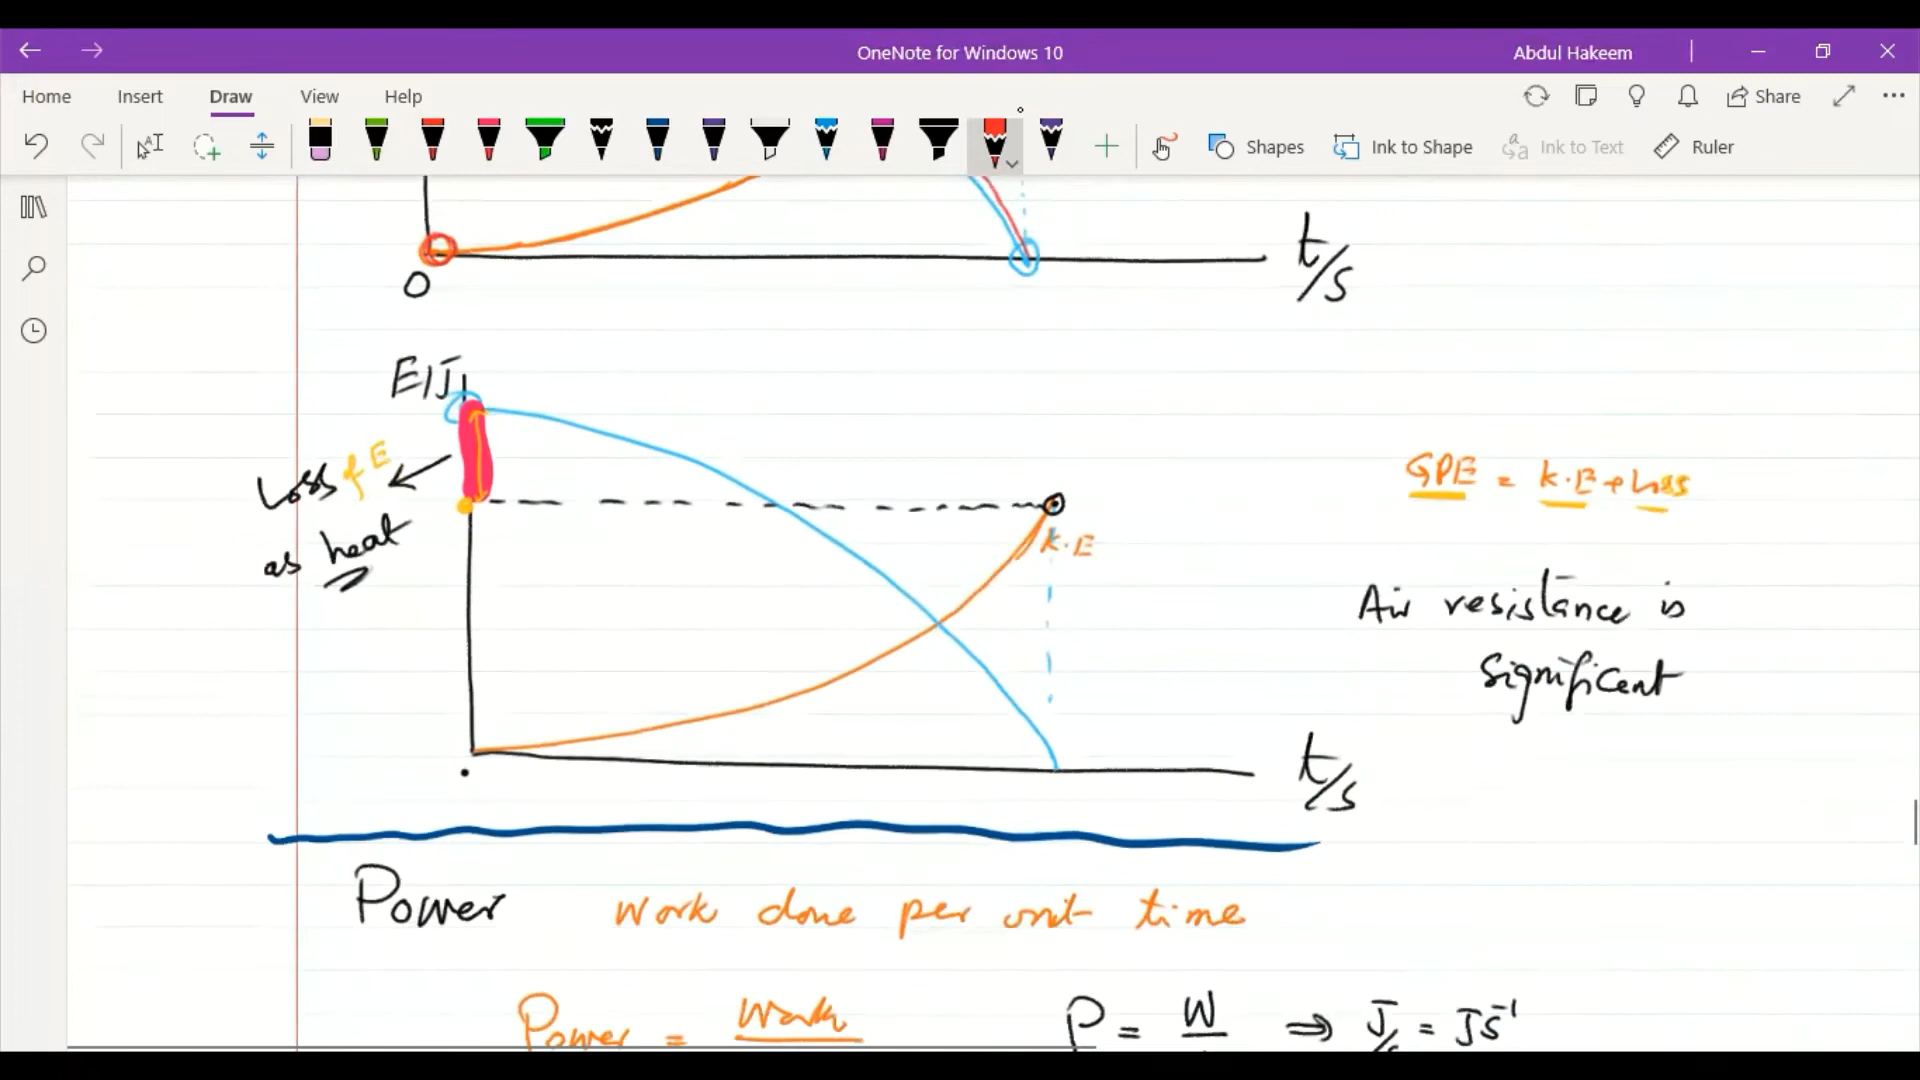 OneNote for Windows 10
Abdul Hakeem
Home Insert Draw View Help
Share
Shapes
Ink to Shape
Ink to Text
Ruler
t/s
O
E/J
Loss of E
as heat
K.E
GPE = K.E + Loss
Air resistance is
significant
t/s
Power work done per unit time
Power = Work
P = W ⇒ J/s = Js⁻¹